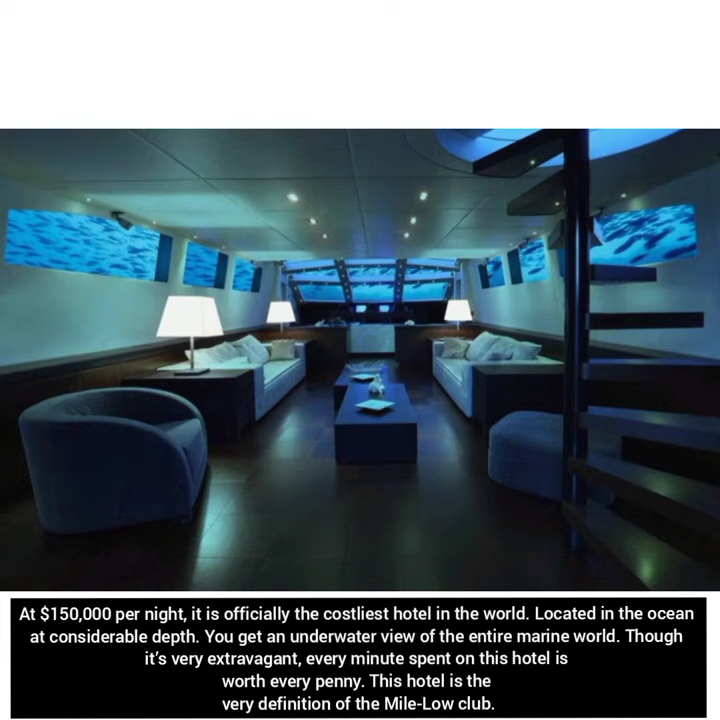 At $150,000 per night, it is officially the costliest hotel in the world. Located in the ocean
at considerable depth. You get an underwater view of the entire marine world. Though
it's very extravagant, every minute spent on this hotel is
worth every penny. This hotel is the
very definition of the Mile-Low club.